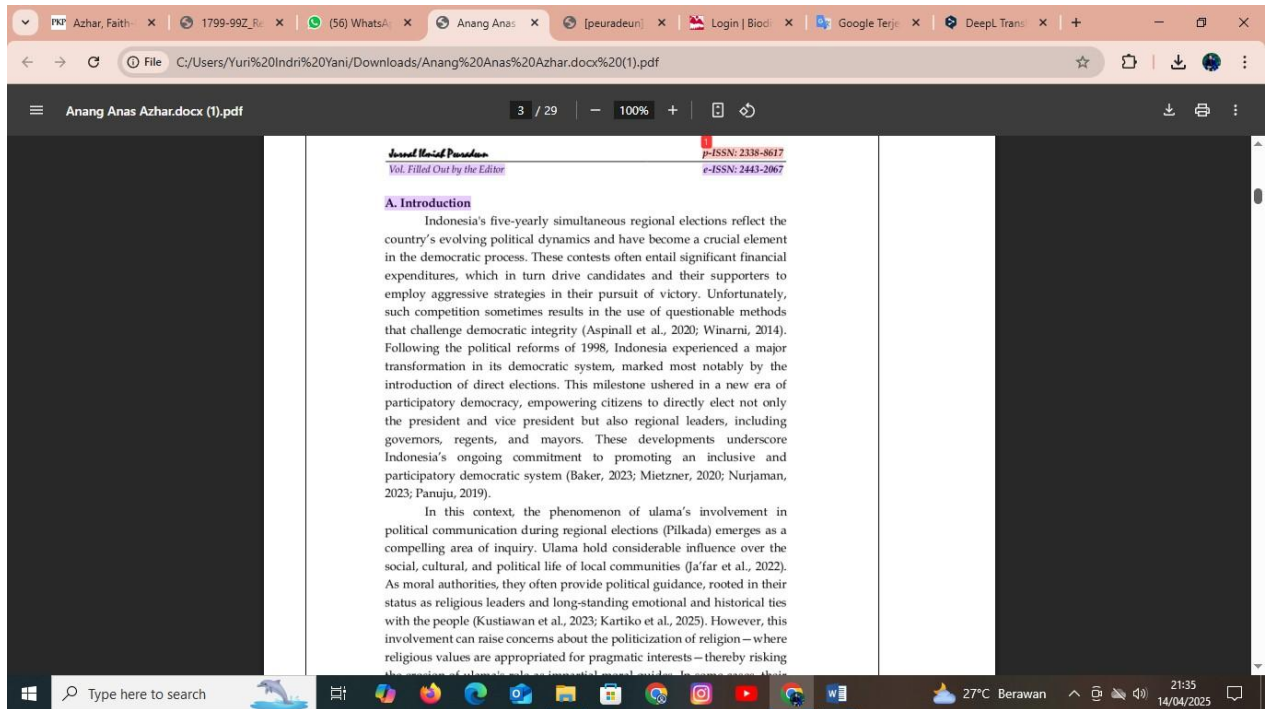 Azhar, Faith-
1799-99Z_Re
(56) WhatsA
Anang Anas
[peuradeun]
Login | Biodi
Google Terje
DeepL Transl
File C:/Users/Yuri%20Indri%20Yani/Downloads/Anang%20Anas%20Azhar.docx%20(1).pdf
Anang Anas Azhar.docx (1).pdf 3 / 29 − 100% +
1
Jurnal Ilmiah Peuradeun p-ISSN: 2338-8617
Vol. Filled Out by the Editor e-ISSN: 2443-2067
A. Introduction
Indonesia's five-yearly simultaneous regional elections reflect the
country's evolving political dynamics and have become a crucial element
in the democratic process. These contests often entail significant financial
expenditures, which in turn drive candidates and their supporters to
employ aggressive strategies in their pursuit of victory. Unfortunately,
such competition sometimes results in the use of questionable methods
that challenge democratic integrity (Aspinall et al., 2020; Winarni, 2014).
Following the political reforms of 1998, Indonesia experienced a major
transformation in its democratic system, marked most notably by the
introduction of direct elections. This milestone ushered in a new era of
participatory democracy, empowering citizens to directly elect not only
the president and vice president but also regional leaders, including
governors, regents, and mayors. These developments underscore
Indonesia's ongoing commitment to promoting an inclusive and
participatory democratic system (Baker, 2023; Mietzner, 2020; Nurjaman,
2023; Panuju, 2019).
In this context, the phenomenon of ulama's involvement in
political communication during regional elections (Pilkada) emerges as a
compelling area of inquiry. Ulama hold considerable influence over the
social, cultural, and political life of local communities (Ja'far et al., 2022).
As moral authorities, they often provide political guidance, rooted in their
status as religious leaders and long-standing emotional and historical ties
with the people (Kustiawan et al., 2023; Kartiko et al., 2025). However, this
involvement can raise concerns about the politicization of religion—where
religious values are appropriated for pragmatic interests—thereby risking
the erosion of ulama's role as impartial moral guides. In some cases, their
Type here to search
27°C Berawan
21:35
14/04/2025